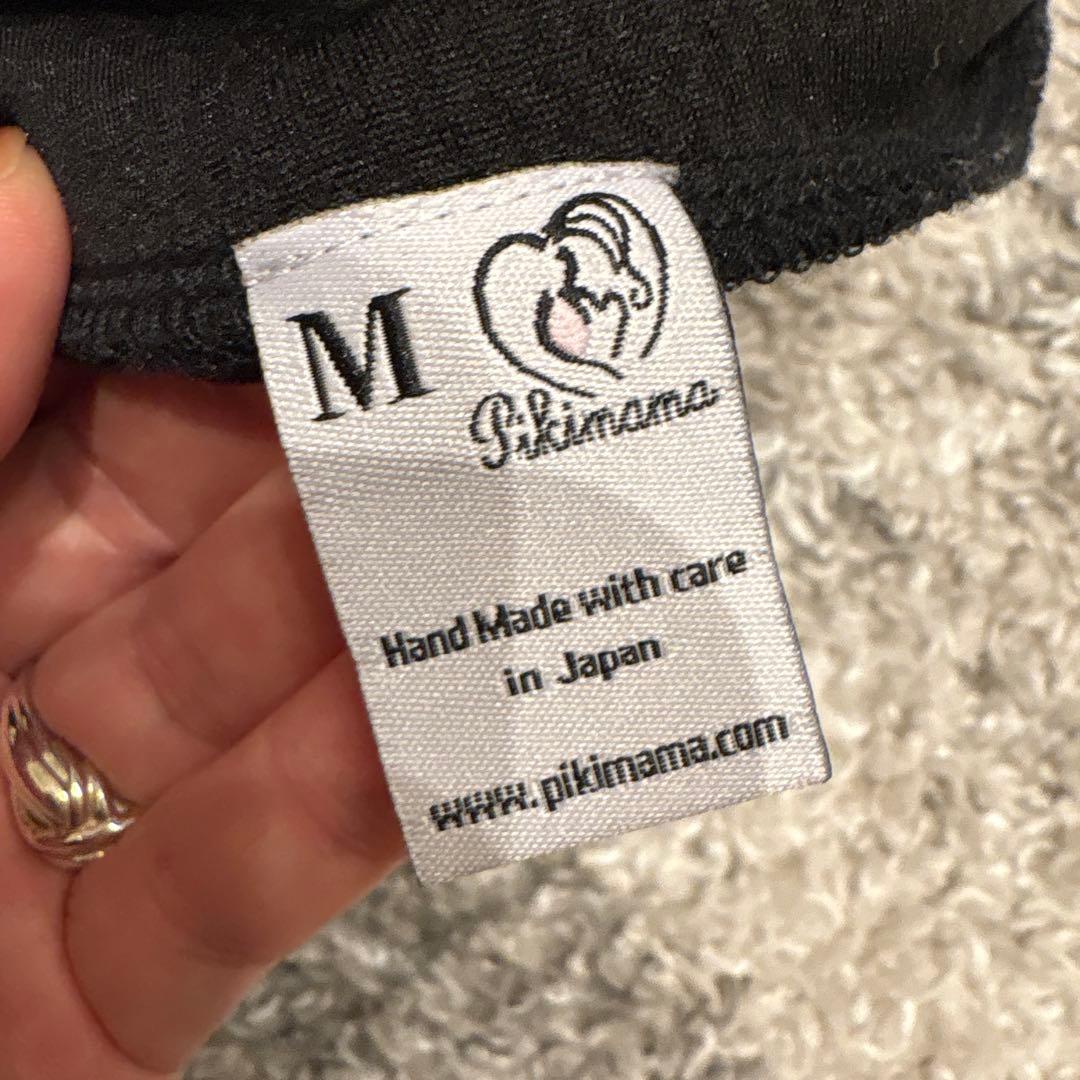 M
Pikimama
Hand Made with care
in Japan
www.pikimama.com